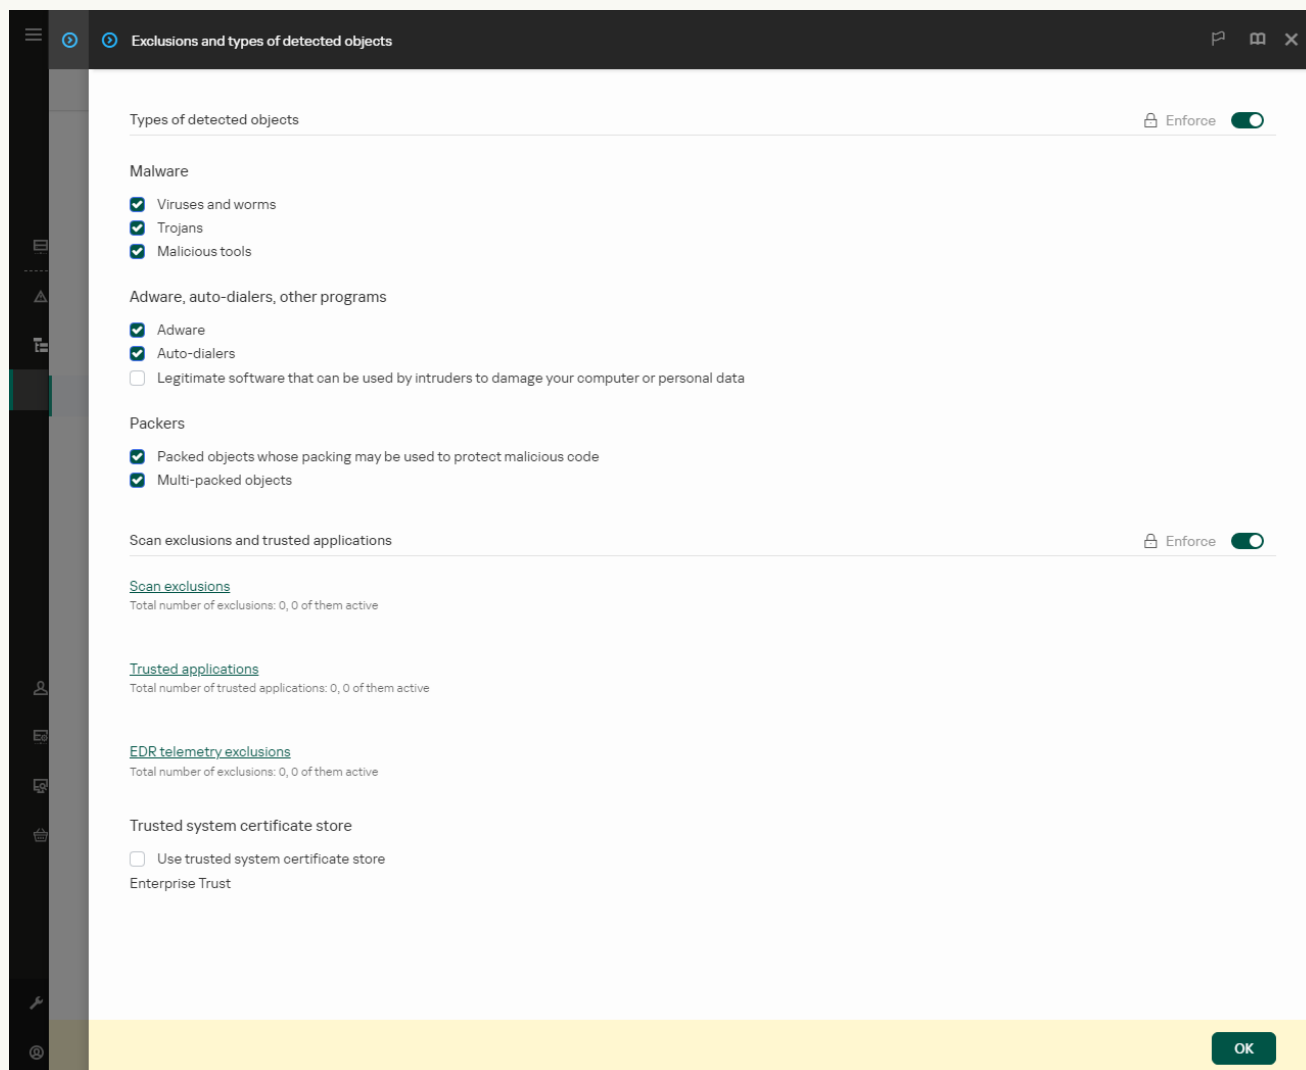 Exclusions and types of detected objects
Types of detected objects
Enforce
Malware
Viruses and worms
Trojans
Malicious tools
Adware, auto-dialers, other programs
Adware
Auto-dialers
Legitimate software that can be used by intruders to damage your computer or personal data
Packers
Packed objects whose packing may be used to protect malicious code
Multi-packed objects
Scan exclusions and trusted applications
Enforce
Scan exclusions
Total number of exclusions: 0, 0 of them active
Trusted applications
Total number of trusted applications: 0, 0 of them active
EDR telemetry exclusions
Total number of exclusions: 0, 0 of them active
Trusted system certificate store
Use trusted system certificate store
Enterprise Trust
OK